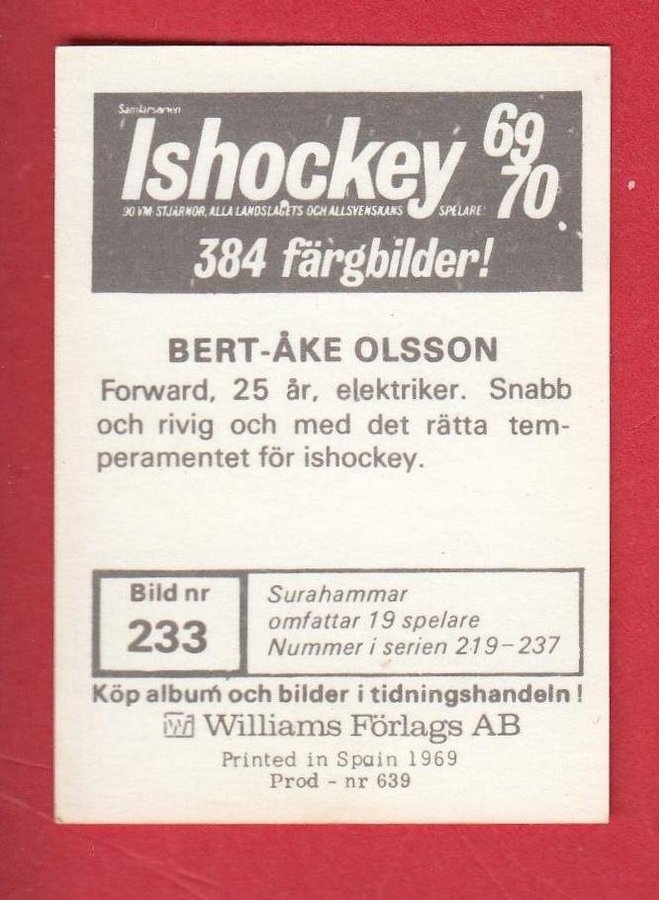 Samlarserien
Ishockey 69
70
90 VM-STJÄRNOR, ALLA LANDSLAGETS OCH ALLSVENSKANS SPELARE!
384 färgbilder!
BERT-ÅKE OLSSON
Forward, 25 år, elektriker. Snabb
och rivig och med det rätta tem-
peramentet för ishockey.
Bild nr
233
Surahammar
omfattar 19 spelare
Nummer i serien 219-237
Köp album och bilder i tidningshandeln!
Wf Williams Förlags AB
Printed in Spain 1969
Prod - nr 639